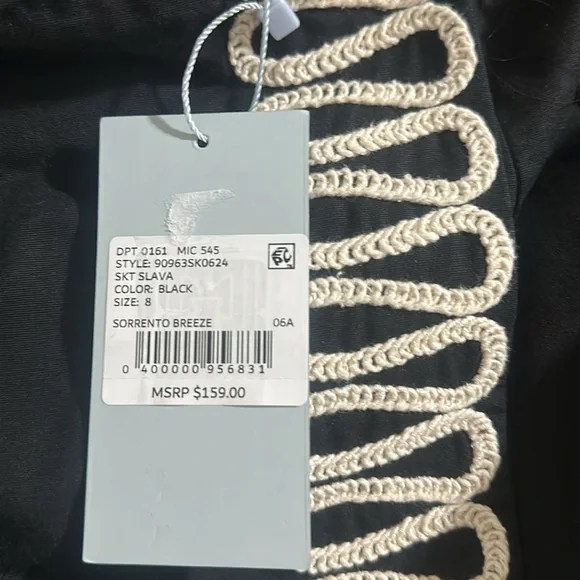 DPT 0161 MIC 545
STYLE: 90963SK0624
SKT SLAVA
COLOR: BLACK
SIZE: 8
SORRENTO BREEZE 06A
0 400000 956831
MSRP $159.00